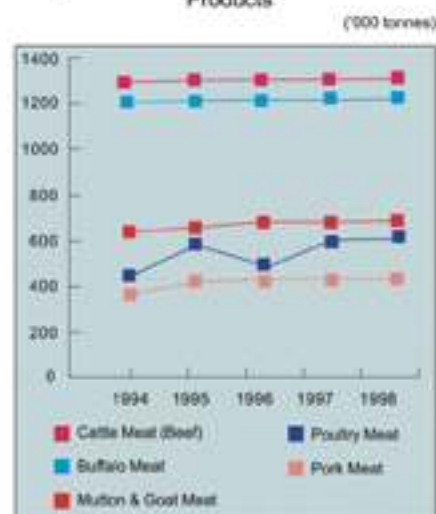 Products
('000 tonnes)
1400
1200
1000
800
600
400
200
0
1994 1995 1996 1997 1998
Cattle Meat (Beef)
Poultry Meat
Buffalo Meat
Pork Meat
Mutton & Goat Meat